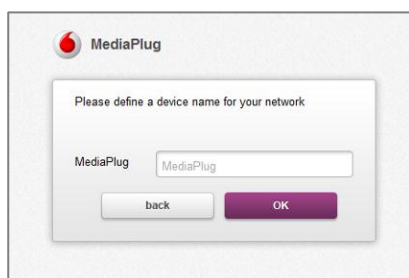 MediaPlug
Please define a device name for your network
MediaPlug MediaPlug
back OK